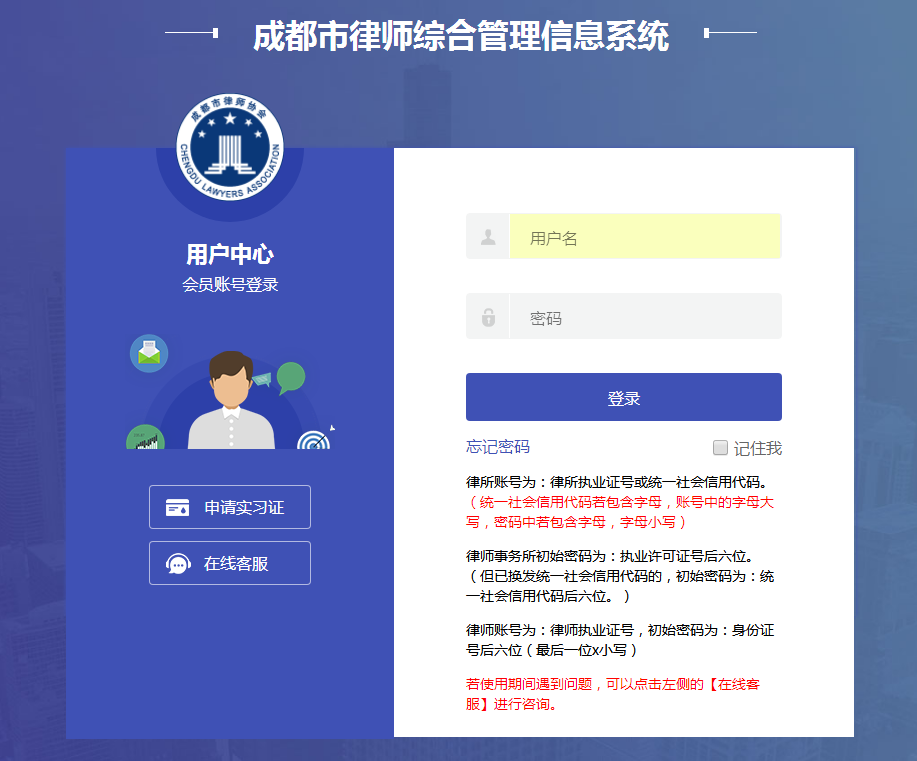 成都市律师综合管理信息系统
成都市律师协会
CHENGDU LAWYERS ASSOCIATION
用户中心
会员账号登录
申请实习证
在线客服
用户名
密码
登录
忘记密码
记住我
律所账号为：律所执业证号或统一社会信用代码。
（统一社会信用代码若包含字母，账号中的字母大
写，密码中若包含字母，字母小写）
律师事务所初始密码为：执业许可证号后六位。
（但已换发统一社会信用代码的，初始密码为：统
一社会信用代码后六位。）
律师账号为：律师执业证号，初始密码为：身份证
号后六位（最后一位x小写）
若使用期间遇到问题，可以点击左侧的【在线客
服】进行咨询。